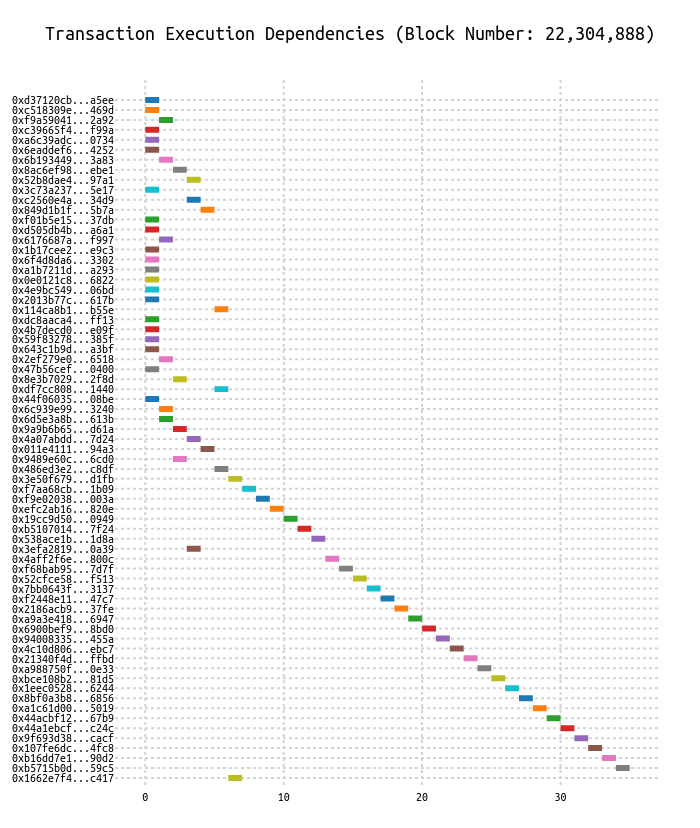 Transaction Execution Dependencies (Block Number: 22,304,888)
0xd37120cb...a5ee
0xc518309e...469d
0xf9a59041...2a92
0xc39665f4...f99a
0xa6c39adc...0734
0x6eaddef6...4252
0x6b193449...3a83
0x8ac6ef98...ebe1
0x52b8dae4...97a1
0x3c73a237...5e17
0xc2560e4a...34d9
0x849d1b1f...5b7a
0xf01b5e15...37db
0xd505db4b...a6a1
0x6176687a...f997
0x1b17cee2...e9c3
0x6f4d8da6...3302
0xa1b7211d...a293
0x0e0121c8...6822
0x4e9bc549...06bd
0x2013b77c...617b
0x114ca8b1...b55e
0xdc8aaca4...ff13
0x4b7decd0...e09f
0x59f83278...385f
0x643c1b9d...a3bf
0x2ef279e0...6518
0x47b56cef...0400
0x8e3b7029...2f8d
0xdf7cc808...1440
0x44f06035...08be
0x6c939e99...3240
0x6d5e3a8b...613b
0x9a9b6b65...d61a
0x4a07abdd...7d24
0x011e4111...94a3
0x9489e60c...6cd0
0x486ed3e2...c8df
0x3e50f679...d1fb
0xf7aa68cb...1b09
0xf9e02038...003a
0xefc2ab16...820e
0x19cc9d50...0949
0xb5107014...7f24
0x538ace1b...1d8a
0x3efa2819...0a39
0x4aff2f6e...800c
0xf68bab95...7d7f
0x52cfce58...f513
0x7bb0643f...3137
0xf2448e11...47c7
0x2186acb9...37fe
0xa9a3e418...6947
0x6900bef9...8bd0
0x94008335...455a
0x4c10d806...ebc7
0x21340f4d...ffbd
0xa988750f...0e33
0xbce108b2...81d5
0x1eec0528...6244
0x8bf0a3b8...6856
0xa1c61d00...5019
0x44acbf12...67b9
0x44a1ebcf...c24c
0x9f693d38...cacf
0x107fe6dc...4fc8
0xb16dd7e1...90d2
0xb5715b0d...59c5
0x1662e7f4...c417
0 10 20 30